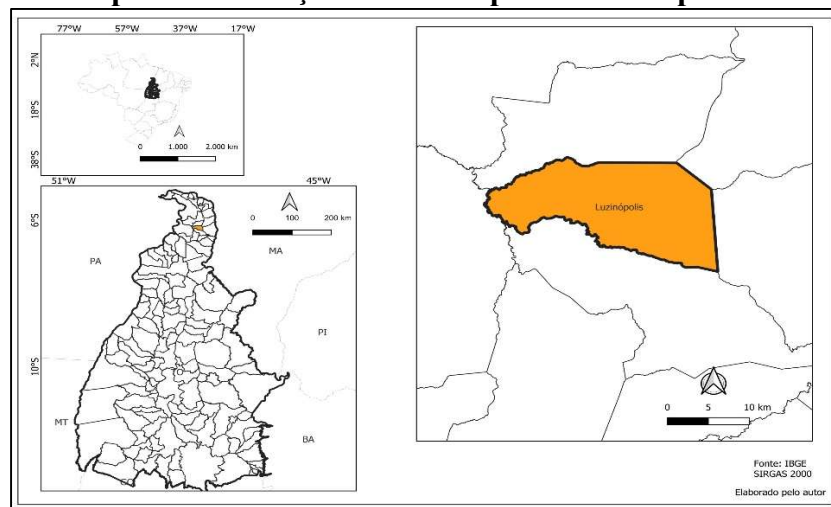 77°W 57°W 37°W 17°W
2°N
18°S
38°S
0 1.000 2.000 km
51°W 45°W
6°S
10°S
0 100 200 km
PA
MA
PI
MT
BA
GO
Luzinópolis
0 5 10 km
Fonte: IBGE
SIRGAS 2000
Elaborado pelo autor